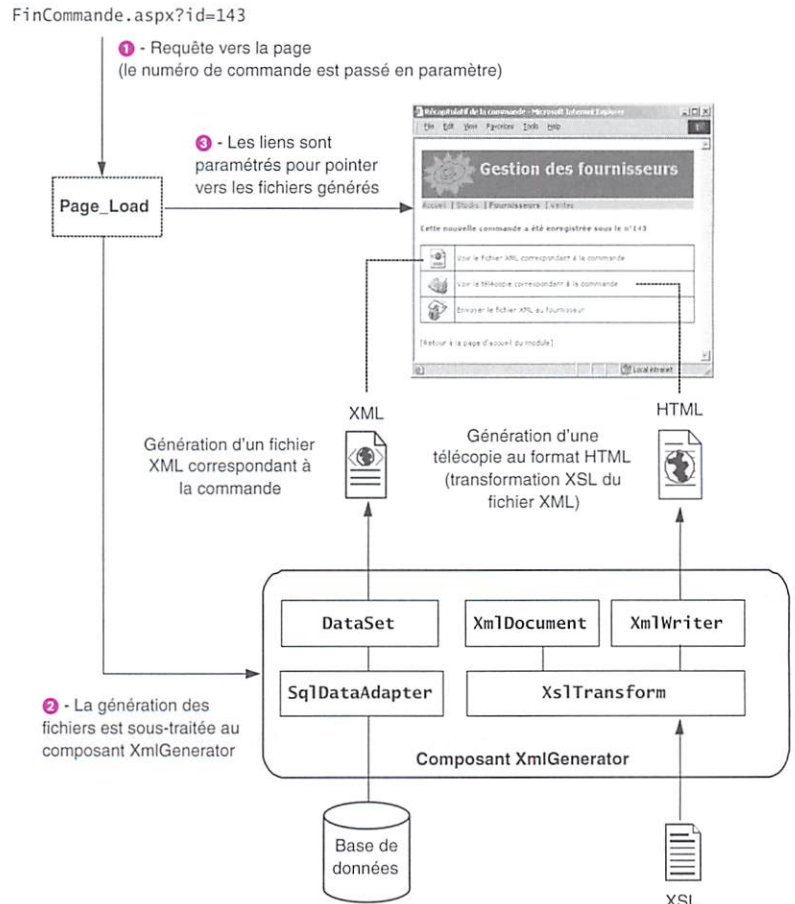 FinCommande.aspx?id=143
1 - Requête vers la page
(le numéro de commande est passé en paramètre)
3 - Les liens sont
paramétrés pour pointer
vers les fichiers générés
Page_Load
Récapitulatif de la commande - Microsoft Internet Explorer
File Edit View Favorites Tools Help
Gestion des fournisseurs
Accueil | Stocks | Fournisseurs | Ventes
Cette nouvelle commande a été enregistrée sous le n°143
Voir le fichier XML correspondant à la commande
Voir la télécopie correspondant à la commande
Envoyer le fichier XML au fournisseur
[Retour à la page d'accueil du module]
Local intranet
XML
HTML
Génération d'un fichier
XML correspondant à
la commande
Génération d'une
télécopie au format HTML
(transformation XSL du
fichier XML)
DataSet
XmlDocument
XmlWriter
SqlDataAdapter
XslTransform
2 - La génération des
fichiers est sous-traitée au
composant XmlGenerator
Composant XmlGenerator
Base de
données
XSL